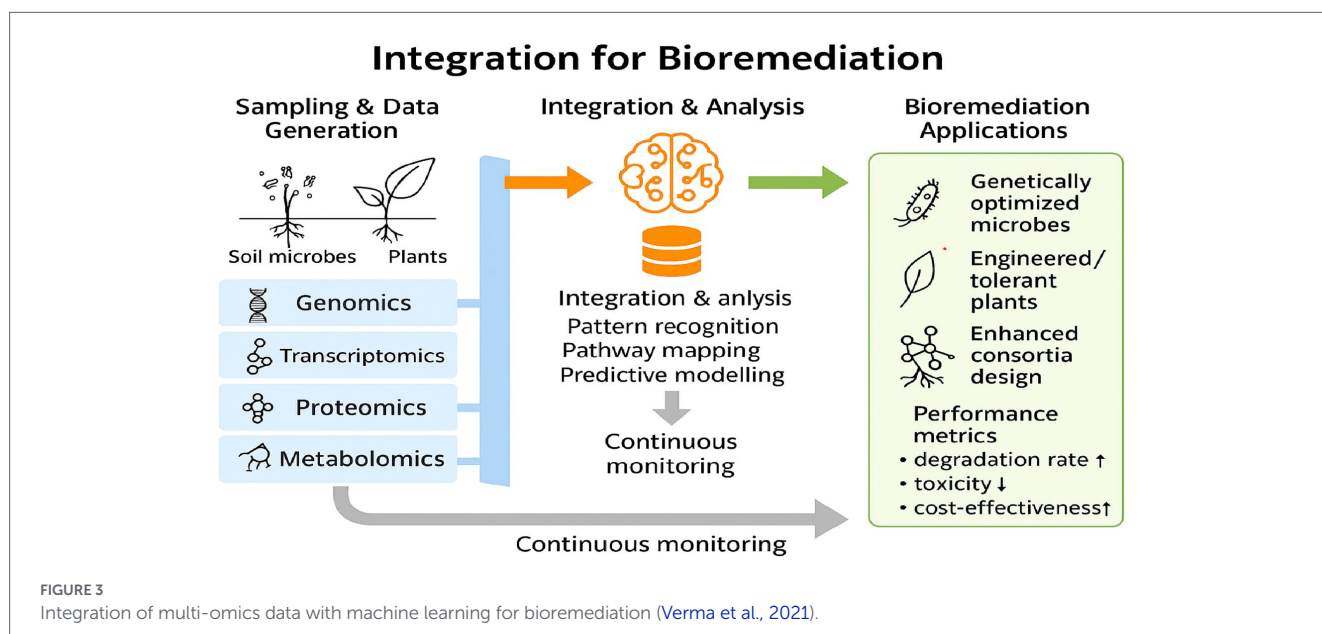 Integration for Bioremediation
Sampling & Data
Generation
Soil microbes
Plants
Genomics
Transcriptomics
Proteomics
Metabolomics
Integration & Analysis
Integration & anlysis
Pattern recognition
Pathway mapping
Predictive modelling
Continuous
monitoring
Continuous monitoring
Bioremediation
Applications
Genetically
optimized
microbes
Engineered/
tolerant
plants
Enhanced
consortia
design
Performance
metrics
• degradation rate ↑
• toxicity ↓
• cost-effectiveness↑
FIGURE 3
Integration of multi-omics data with machine learning for bioremediation (Verma et al., 2021).